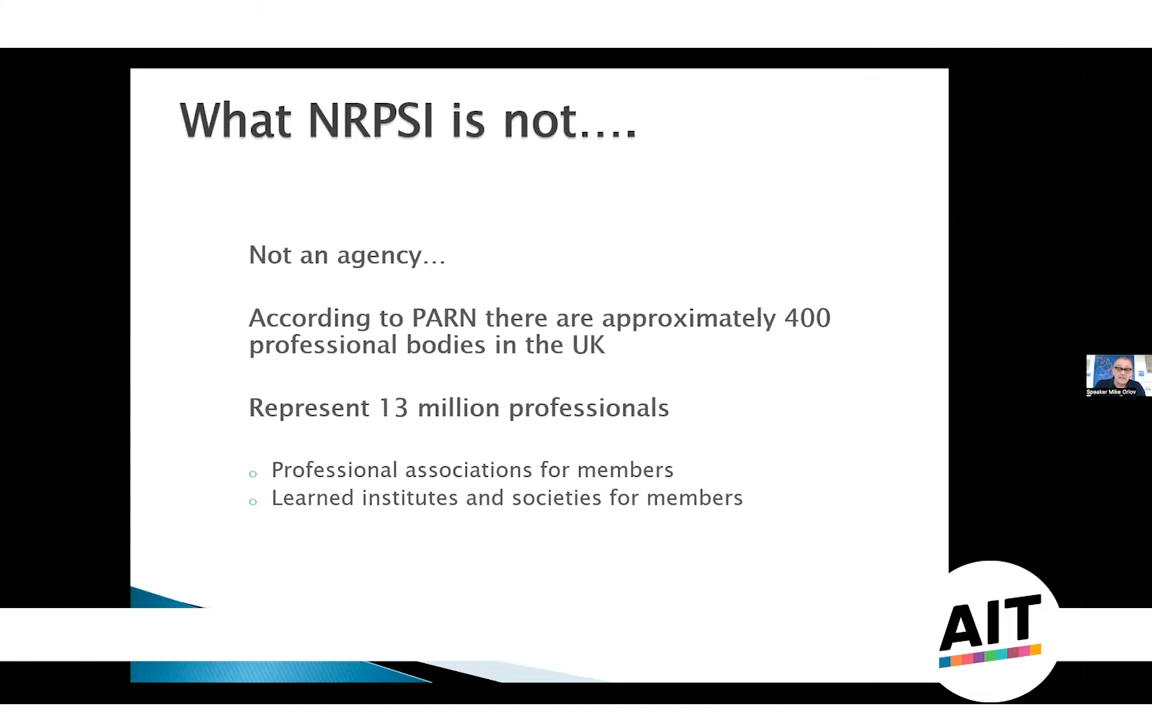 What NRPSI is not….
Not an agency…
According to PARN there are approximately 400
professional bodies in the UK
Represent 13 million professionals
o Professional associations for members
o Learned institutes and societies for members
Speaker Mike Orlov
AIT